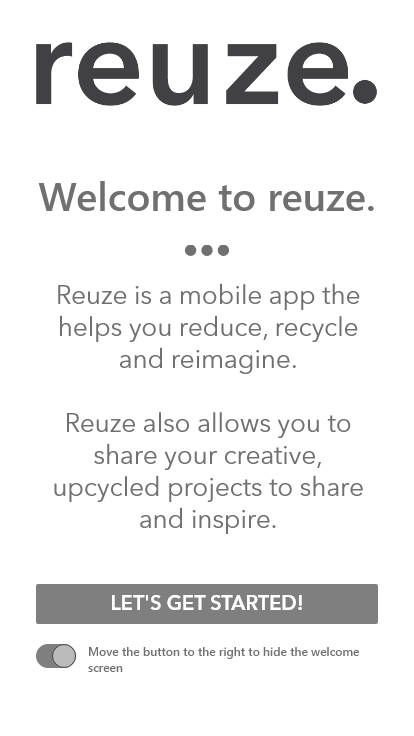 reuze.
Welcome to reuze.
Reuze is a mobile app the
helps you reduce, recycle
and reimagine.
Reuze also allows you to
share your creative,
upcycled projects to share
and inspire.
LET'S GET STARTED!
Move the button to the right to hide the welcome
screen